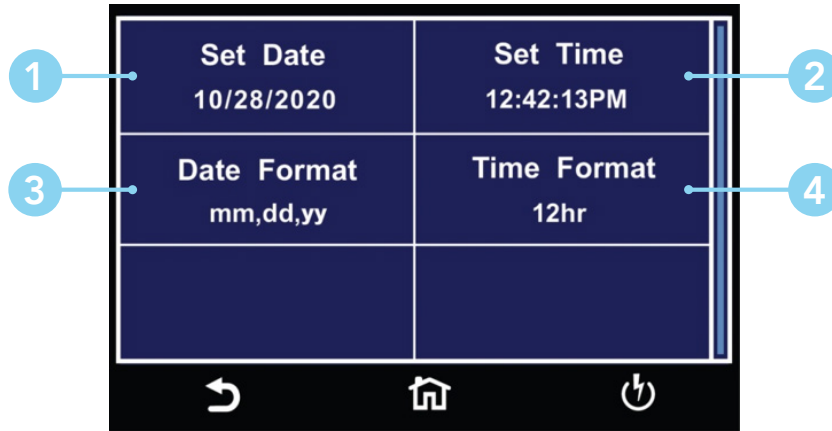 1
Set Date
10/28/2020
Set Time
12:42:13PM
2
3
Date Format
mm,dd,yy
Time Format
12hr
4